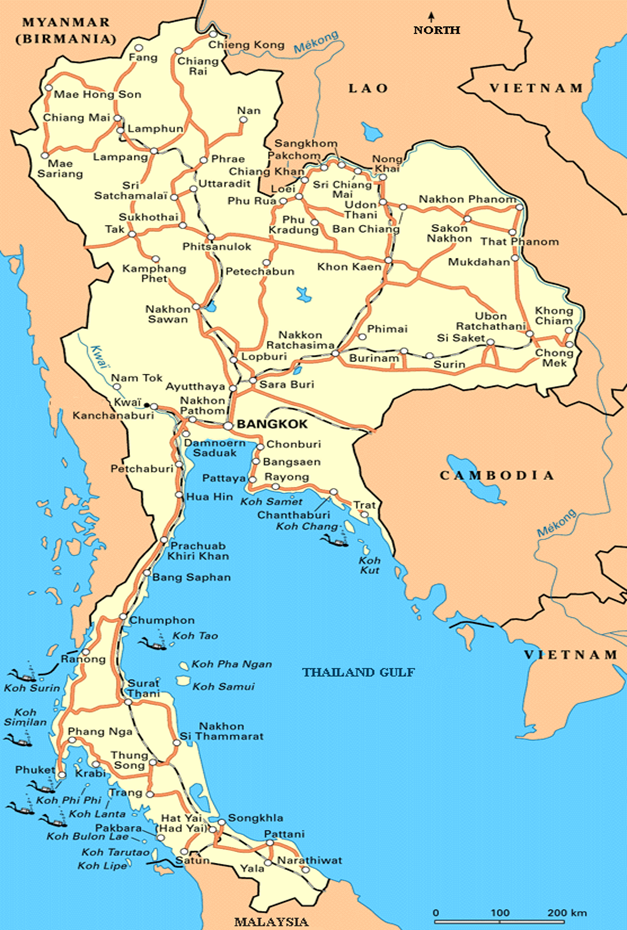 MYANMAR
(BIRMANIA)
NORTH
Chieng Kong
Mékong
Fang
Chiang
Rai
LAO
VIETNAM
Mae Hong Son
Chiang Mai
Nan
Lamphun
Lampang
Phrae
Mae
Sariang
Sangkhom
Pakchom
Chiang Khan
Loei
Nong
Khai
Sri Chiang
Mai
Sri
Satchamalaï
Uttaradit
Phu Rua
Udon
Thani
Nakhon Phanom
Sukhothai
Phu
Kradung
Ban Chiang
Sakon
Nakhon
That Phanom
Tak
Phitsanulok
Kamphang
Phet
Petechabun
Khon Kaen
Mukdahan
Nakhon
Sawan
Khong
Chiam
Ubon
Ratchathani
Phimai
Nakkon
Ratchasima
Si Saket
Kwaï
Lopburi
Burinam
Surin
Chong
Mek
Nam Tok
Ayutthaya
Sara Buri
Kwaï
Kanchanaburi
Nakhon
Pathom
BANGKOK
Damnoern
Saduak
Chonburi
Petchaburi
Bangsaen
Pattaya
Rayong
CAMBODIA
Hua Hin
Koh Samet
Chanthaburi
Trat
Koh Chang
Mékong
Prachuab
Khiri Khan
Koh
Kut
Bang Saphan
Chumphon
Koh Tao
VIETNAM
Ranong
Koh Pha Ngan
THAILAND GULF
Koh Surin
Surat
Thani
Koh Samui
Koh
Similan
Phang Nga
Nakhon
Si Thammarat
Thung
Song
Phuket
Krabi
Koh Phi Phi
Trang
Koh Lanta
Hat Yai
(Had Yai)
Songkhla
Pakbara
Koh Bulon Lae
Pattani
Koh Tarutao
Koh Lipe
Satun
Yala
Narathiwat
MALAYSIA
0 100 200 km